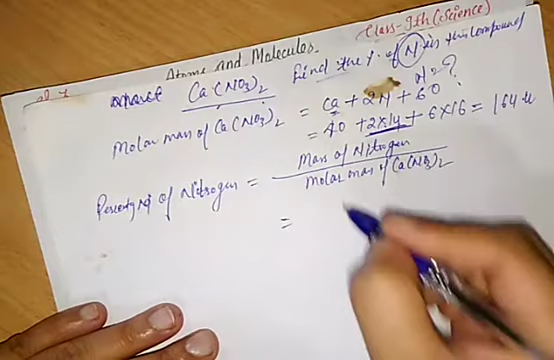 Class-9th (Science)
Atoms and Molecules.
Find the % of N in this compound
Ca(NO3)2
N = ?
Molar mass of Ca(NO3)2 = Ca + 2N + 6O
= 40 + 2×14 + 6×16 = 164 u
Percentage of Nitrogen = Mass of Nitrogen
Molar mass of Ca(NO3)2
=